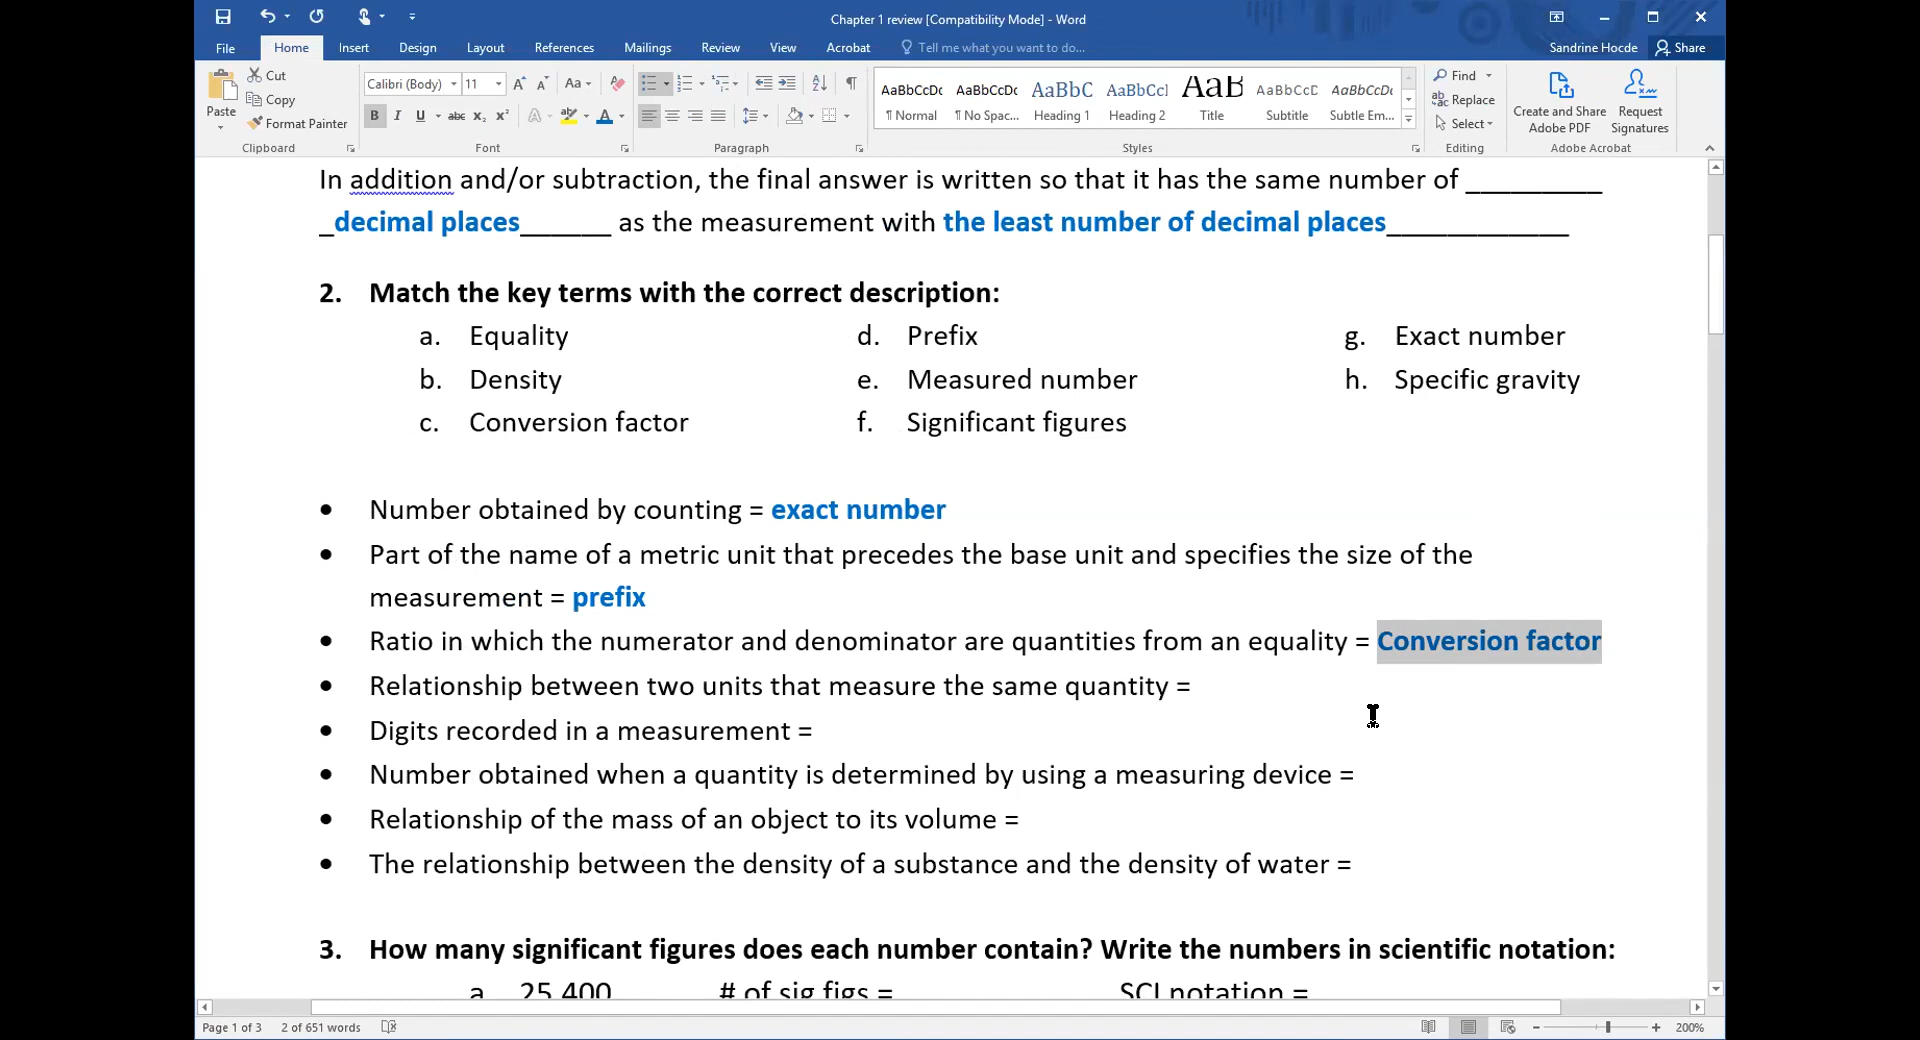 Chapter 1 review [Compatibility Mode] - Word
File Home Insert Design Layout References Mailings Review View Acrobat Tell me what you want to do... Sandrine Hocde Share
Paste Cut Copy Format Painter
Calibri (Body) 11 Aa
B I U abc x₂ x² A A
AaBbCcDc AaBbCcDc AaBbC AaBbCcI AaB AaBbCcD AaBbCcDc
¶ Normal ¶ No Spac... Heading 1 Heading 2 Title Subtitle Subtle Em...
Find Replace Select
Create and Share Adobe PDF Request Signatures
Clipboard Font Paragraph Styles Editing Adobe Acrobat
In addition and/or subtraction, the final answer is written so that it has the same number of _________
_decimal places______ as the measurement with the least number of decimal places____________
2. Match the key terms with the correct description:
a. Equality d. Prefix g. Exact number
b. Density e. Measured number h. Specific gravity
c. Conversion factor f. Significant figures
• Number obtained by counting = exact number
• Part of the name of a metric unit that precedes the base unit and specifies the size of the
measurement = prefix
• Ratio in which the numerator and denominator are quantities from an equality = Conversion factor
• Relationship between two units that measure the same quantity =
• Digits recorded in a measurement =
• Number obtained when a quantity is determined by using a measuring device =
• Relationship of the mass of an object to its volume =
• The relationship between the density of a substance and the density of water =
3. How many significant figures does each number contain? Write the numbers in scientific notation:
a 25,400 # of sig figs = SCI notation =
Page 1 of 3 2 of 651 words 200%